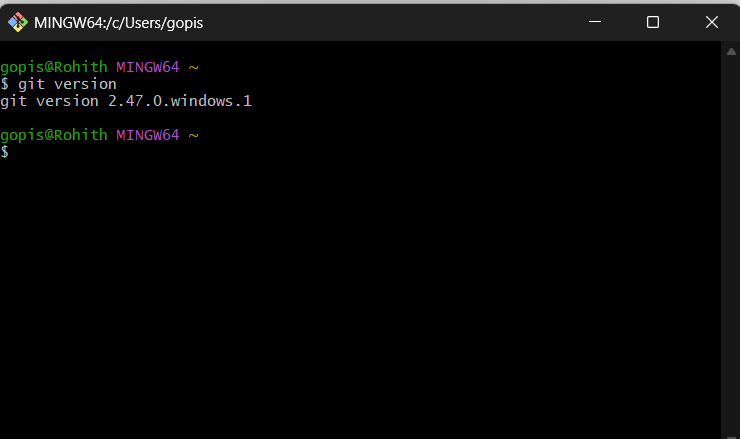 MINGW64:/c/Users/gopis
gopis@Rohith MINGW64 ~
$ git version
git version 2.47.0.windows.1
gopis@Rohith MINGW64 ~
$